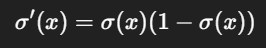 σ′(x) = σ(x)(1 − σ(x))